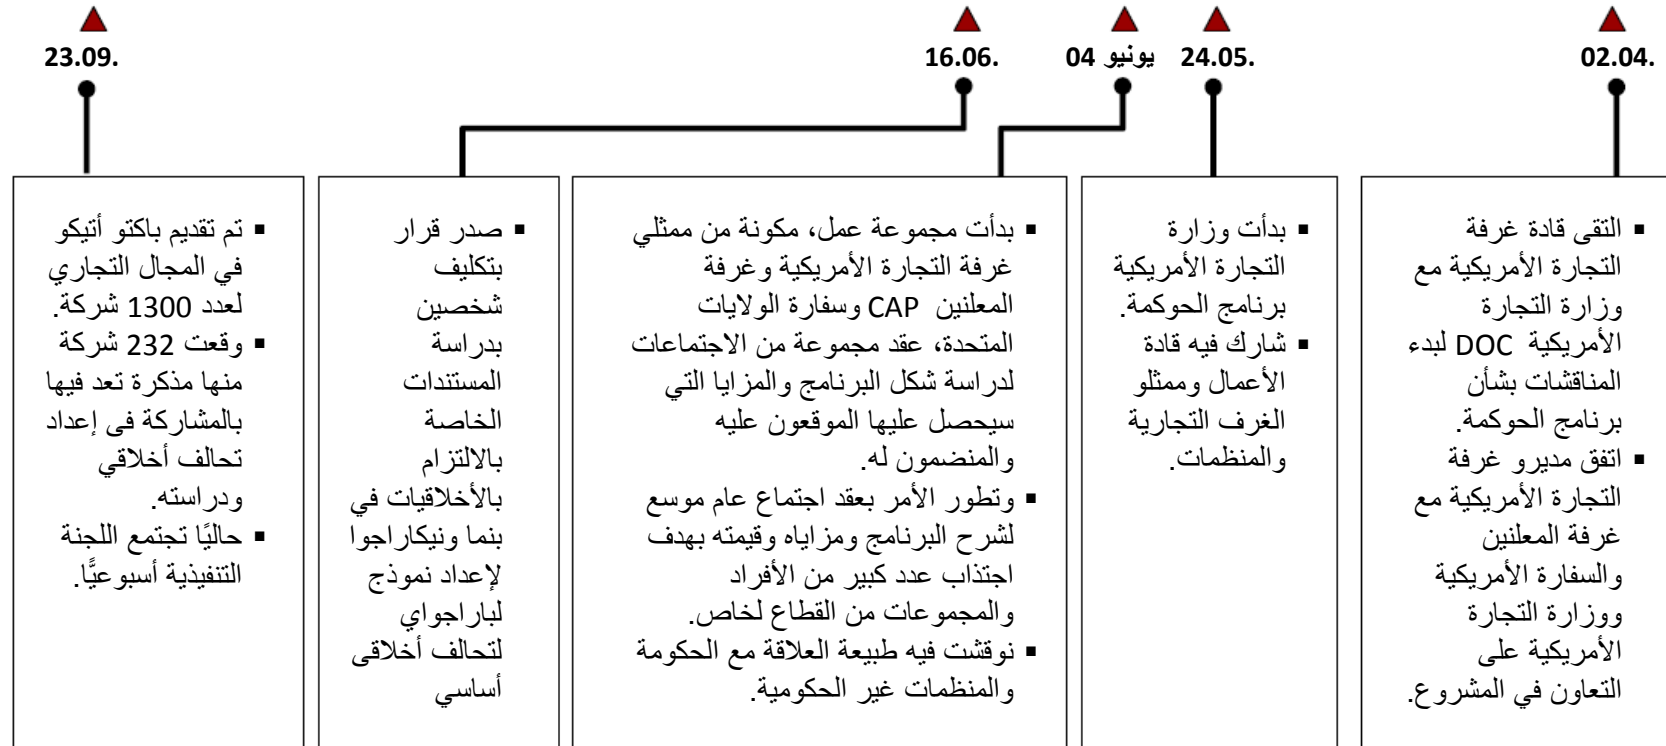 02.04.
24.05.
يونيو 04
16.06.
23.09.
▪ التقى قادة غرفة
التجارة الأمريكية مع
وزارة التجارة
الأمريكية DOC لبدء
المناقشات بشأن
برنامج الحوكمة.
▪ اتفق مديرو غرفة
التجارة الأمريكية مع
غرفة المعلنين
والسفارة الأمريكية
ووزارة التجارة
الأمريكية على
التعاون في المشروع.
▪ بدأت وزارة
التجارة الأمريكية
برنامج الحوكمة.
▪ شارك فيه قادة
الأعمال وممثلو
الغرف التجارية
والمنظمات.
▪ بدأت مجموعة عمل، مكونة من ممثلي
غرفة التجارة الأمريكية وغرفة
المعلنين CAP وسفارة الولايات
المتحدة، عقد مجموعة من الاجتماعات
لدراسة شكل البرنامج والمزايا التي
سيحصل عليها الموقعون عليه
والمنضمون له.
▪ وتطور الأمر بعقد اجتماع عام موسع
لشرح البرنامج ومزاياه وقيمته بهدف
اجتذاب عدد كبير من الأفراد
والمجموعات من القطاع لخاص.
▪ نوقشت فيه طبيعة العلاقة مع الحكومة
والمنظمات غير الحكومية.
▪ صدر قرار
بتكليف
شخصين
بدراسة
المستندات
الخاصة
بالالتزام
بالأخلاقيات في
بنما ونيكاراجوا
لإعداد نموذج
لباراجواي
لتحالف أخلاقى
أساسي
▪ تم تقديم باكتو أتيكو
في المجال التجاري
لعدد 1300 شركة.
▪ وقعت 232 شركة
منها مذكرة تعد فيها
بالمشاركة فى إعداد
تحالف أخلاقي
ودراسته.
▪ حاليًا تجتمع اللجنة
التنفيذية أسبوعيًّا.